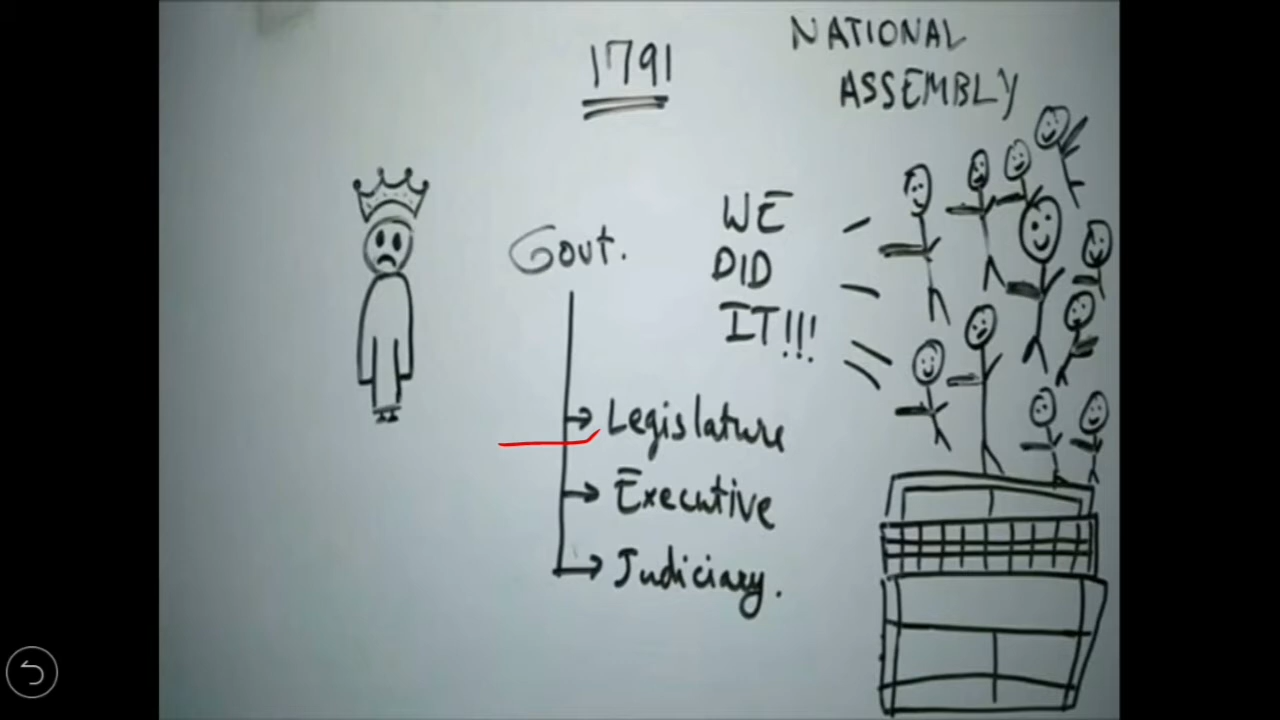 1791
NATIONAL
ASSEMBLY
Govt.
WE
DID
IT!!!
Legislature
Executive
Judiciary.